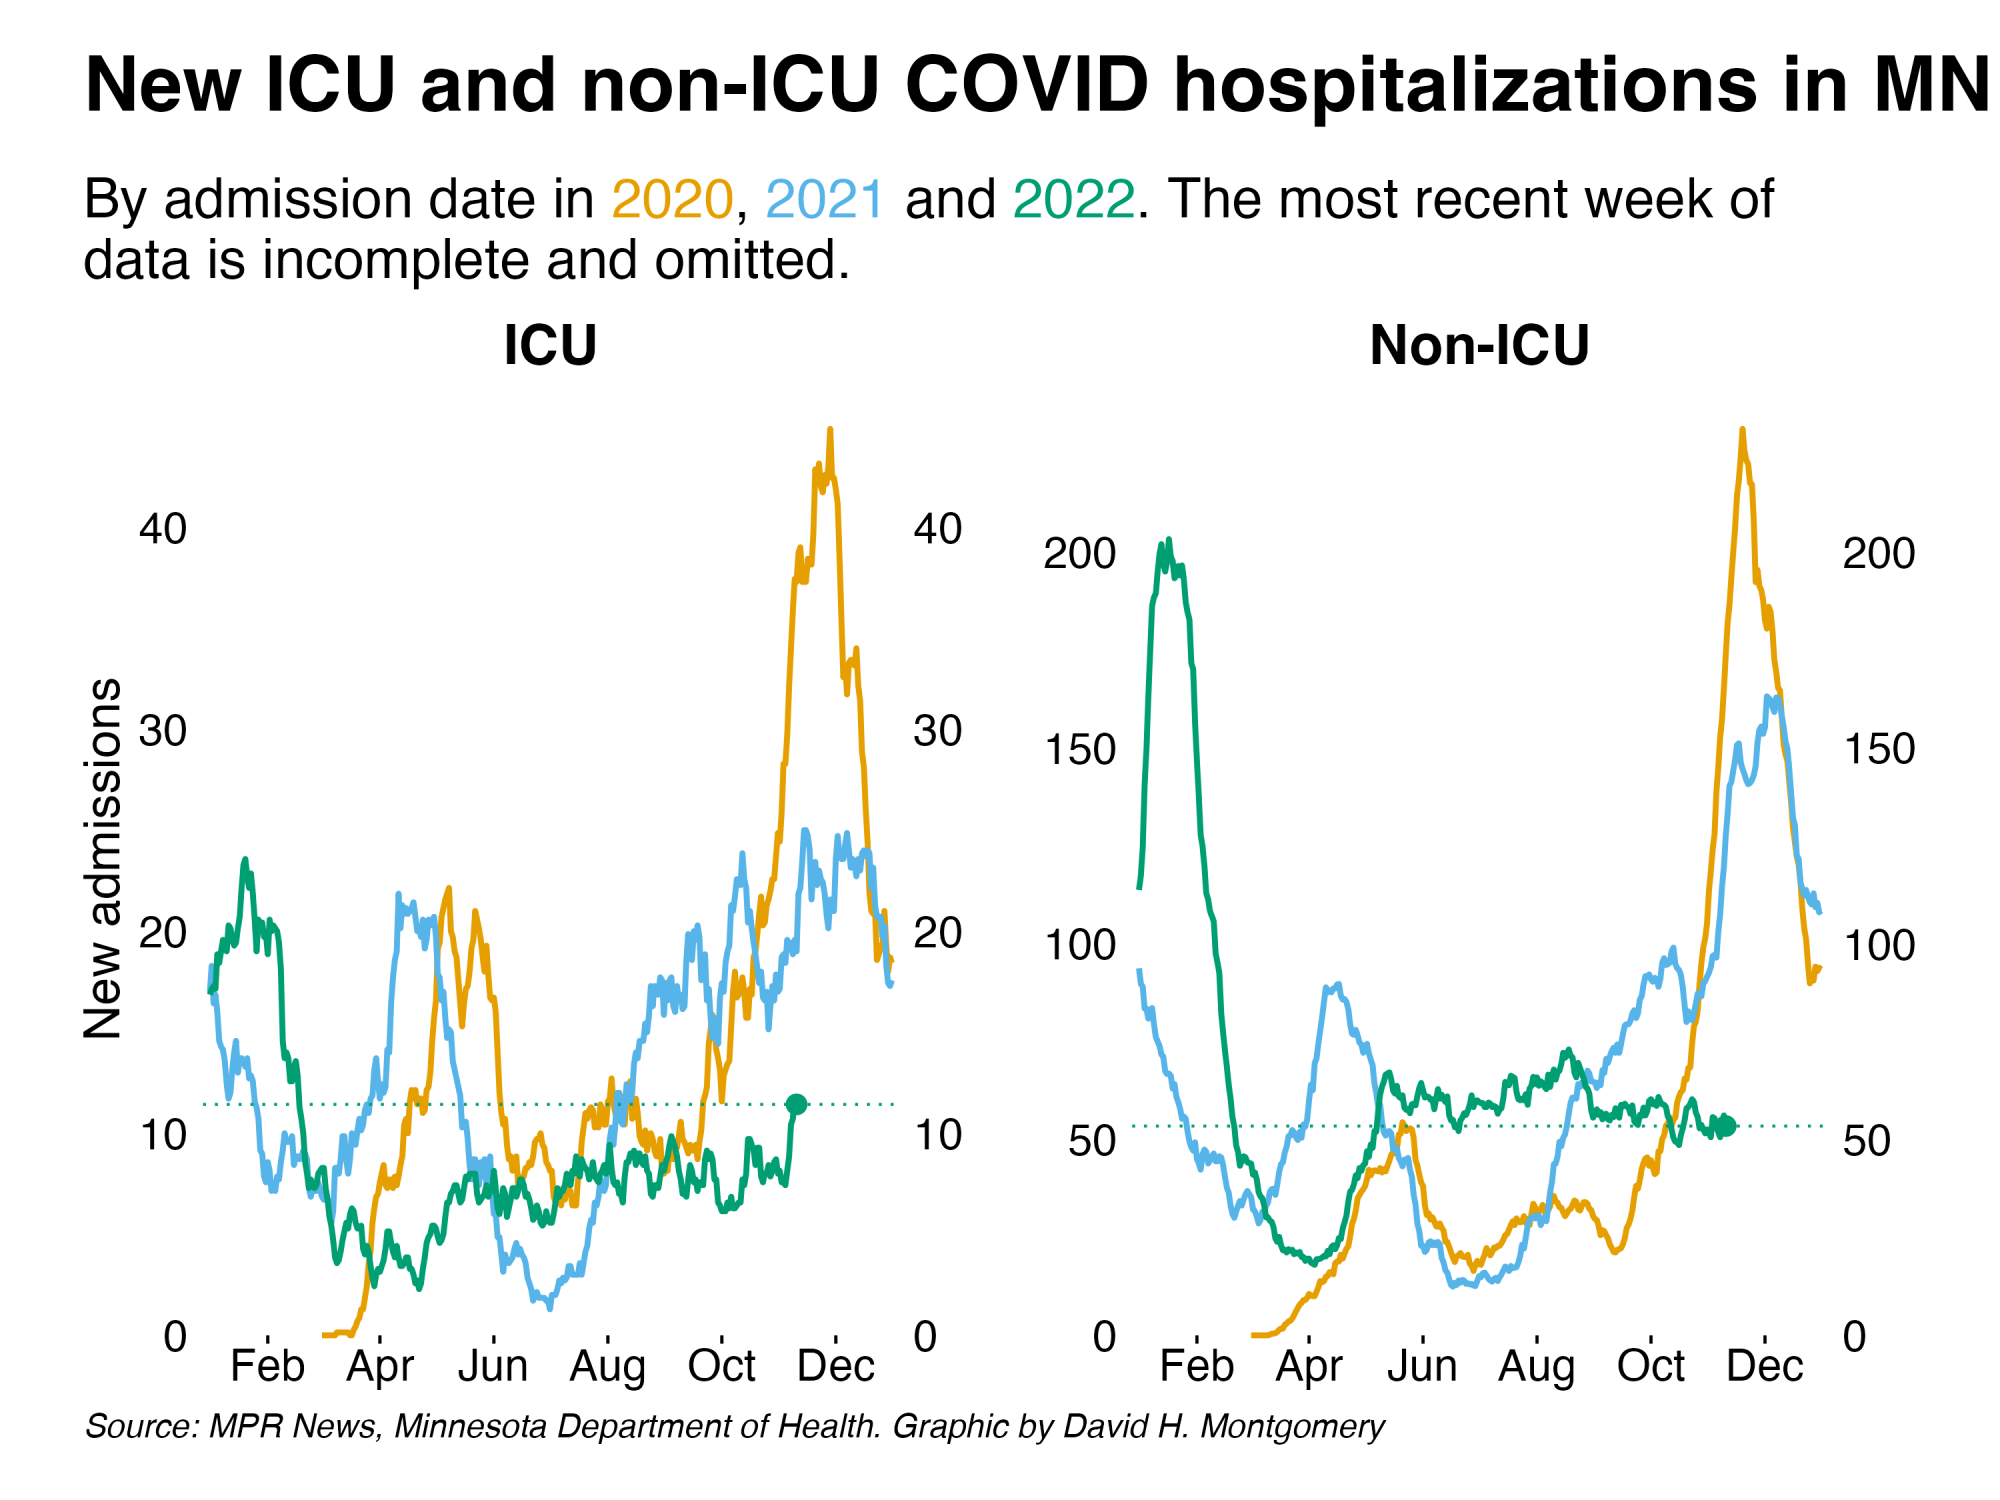 New ICU and non-ICU COVID hospitalizations in MN
By admission date in 2020, 2021 and 2022. The most recent week of
data is incomplete and omitted.
ICU
Non-ICU
New admissions
40
30
20
10
0
40
30
20
10
0
Feb Apr Jun Aug Oct Dec
200
150
100
50
0
200
150
100
50
0
Feb Apr Jun Aug Oct Dec
Source: MPR News, Minnesota Department of Health. Graphic by David H. Montgomery